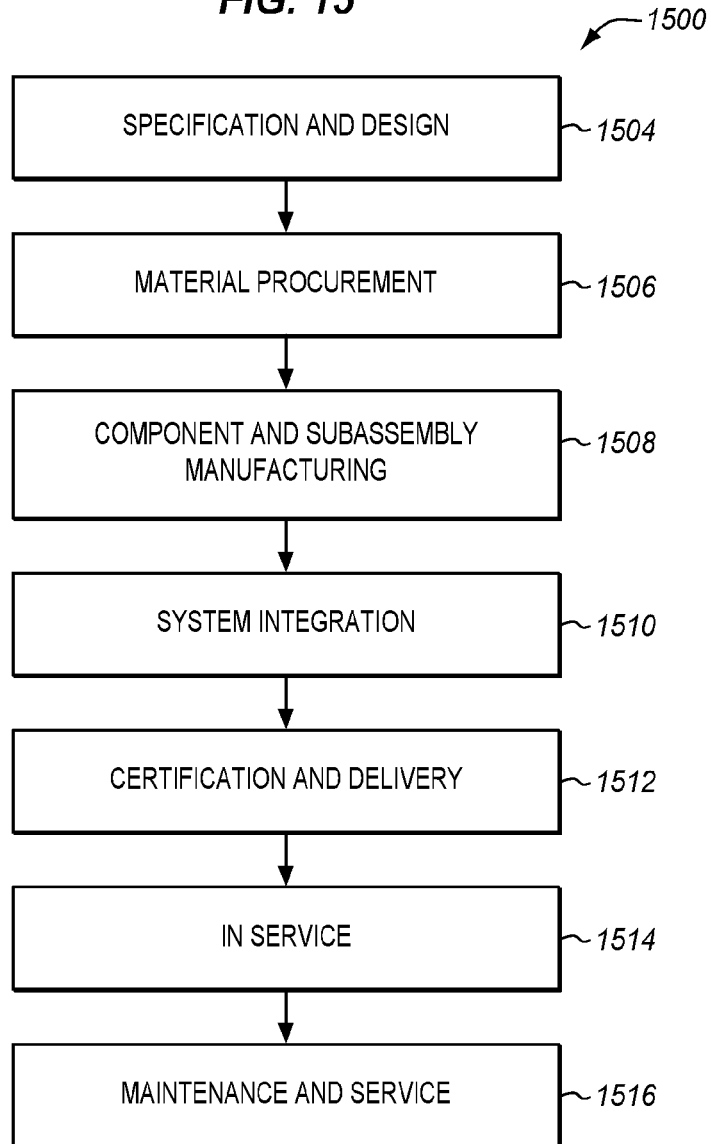 FIG. 15
1500
SPECIFICATION AND DESIGN
1504
MATERIAL PROCUREMENT
1506
COMPONENT AND SUBASSEMBLY
MANUFACTURING
1508
SYSTEM INTEGRATION
1510
CERTIFICATION AND DELIVERY
1512
IN SERVICE
1514
MAINTENANCE AND SERVICE
1516